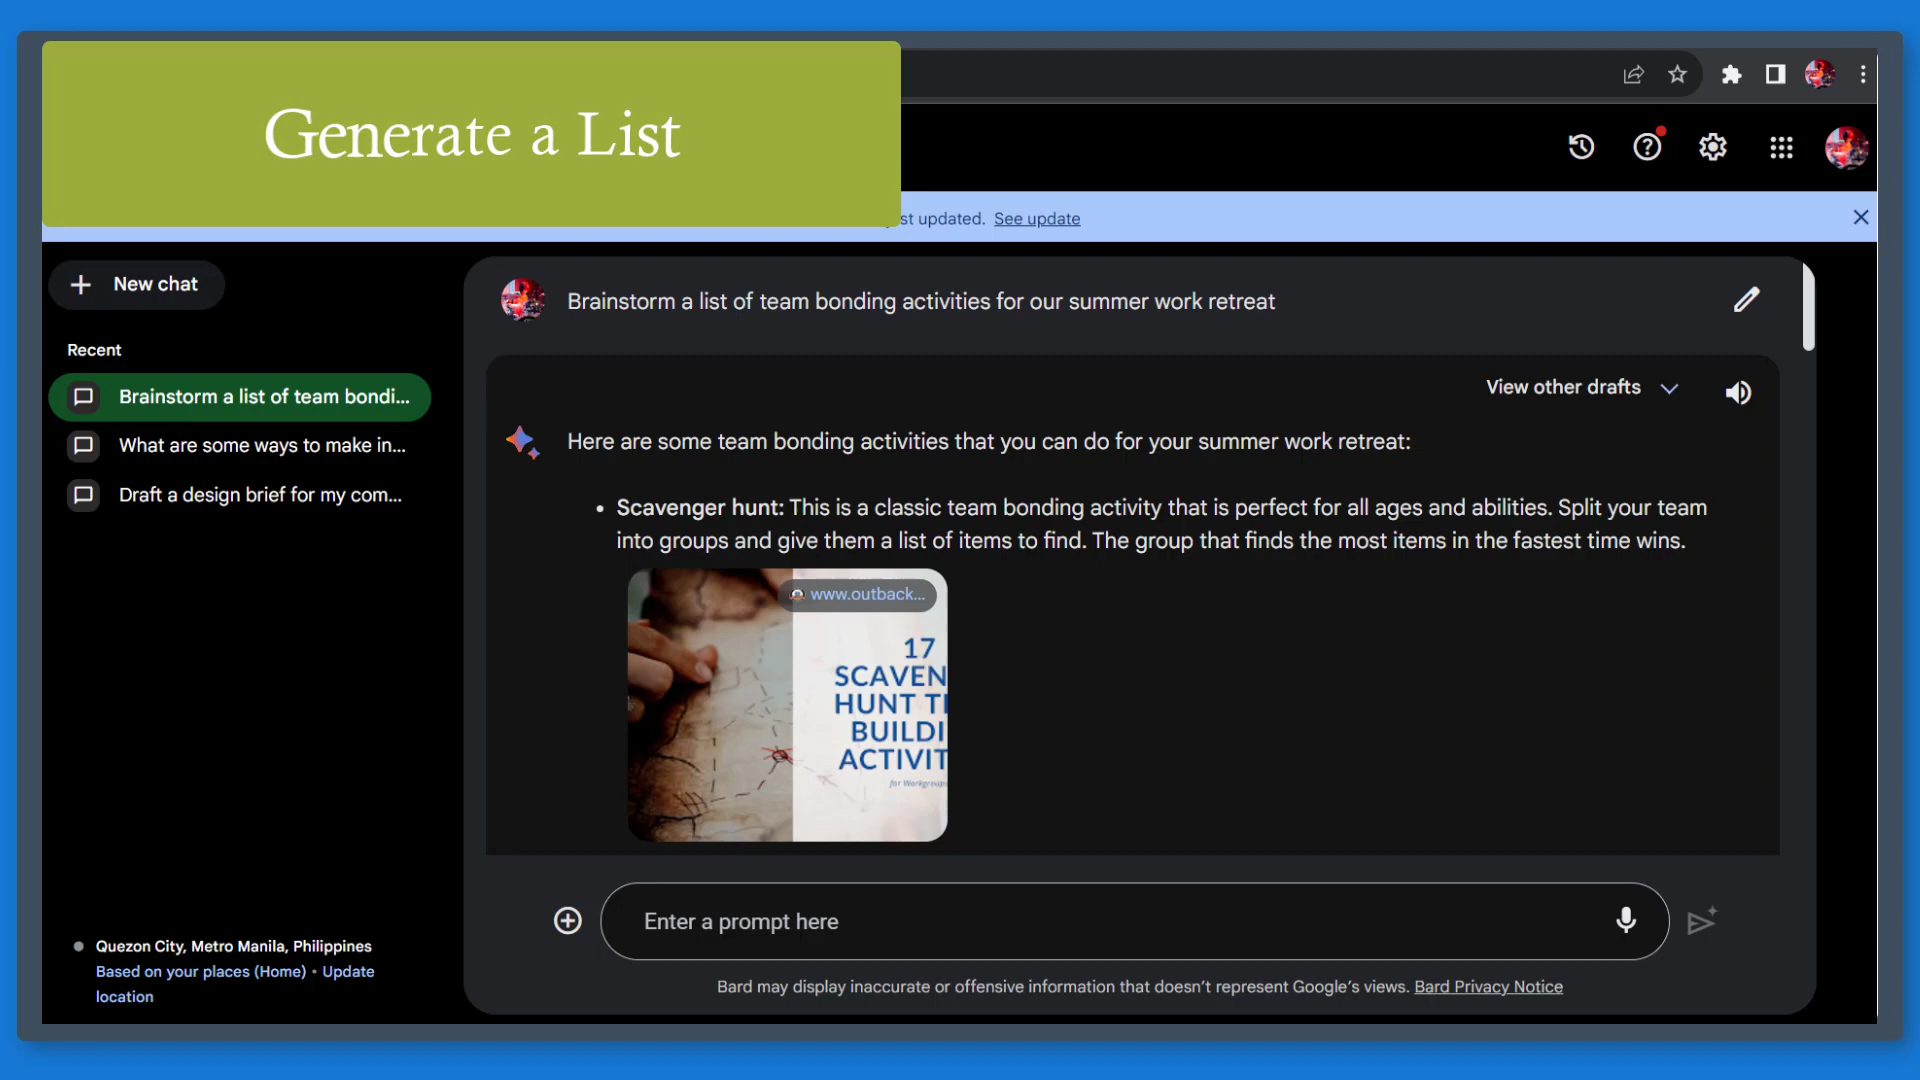 Generate a List
st updated. See update
New chat
Recent
Brainstorm a list of team bondi...
What are some ways to make in...
Draft a design brief for my com...
Quezon City, Metro Manila, Philippines
Based on your places (Home) • Update
location
Brainstorm a list of team bonding activities for our summer work retreat
View other drafts
Here are some team bonding activities that you can do for your summer work retreat:
• Scavenger hunt: This is a classic team bonding activity that is perfect for all ages and abilities. Split your team
into groups and give them a list of items to find. The group that finds the most items in the fastest time wins.
www.outback...
17
SCAVEN
HUNT T
BUILDI
ACTIVIT
for Workgroup
Enter a prompt here
Bard may display inaccurate or offensive information that doesn't represent Google's views. Bard Privacy Notice